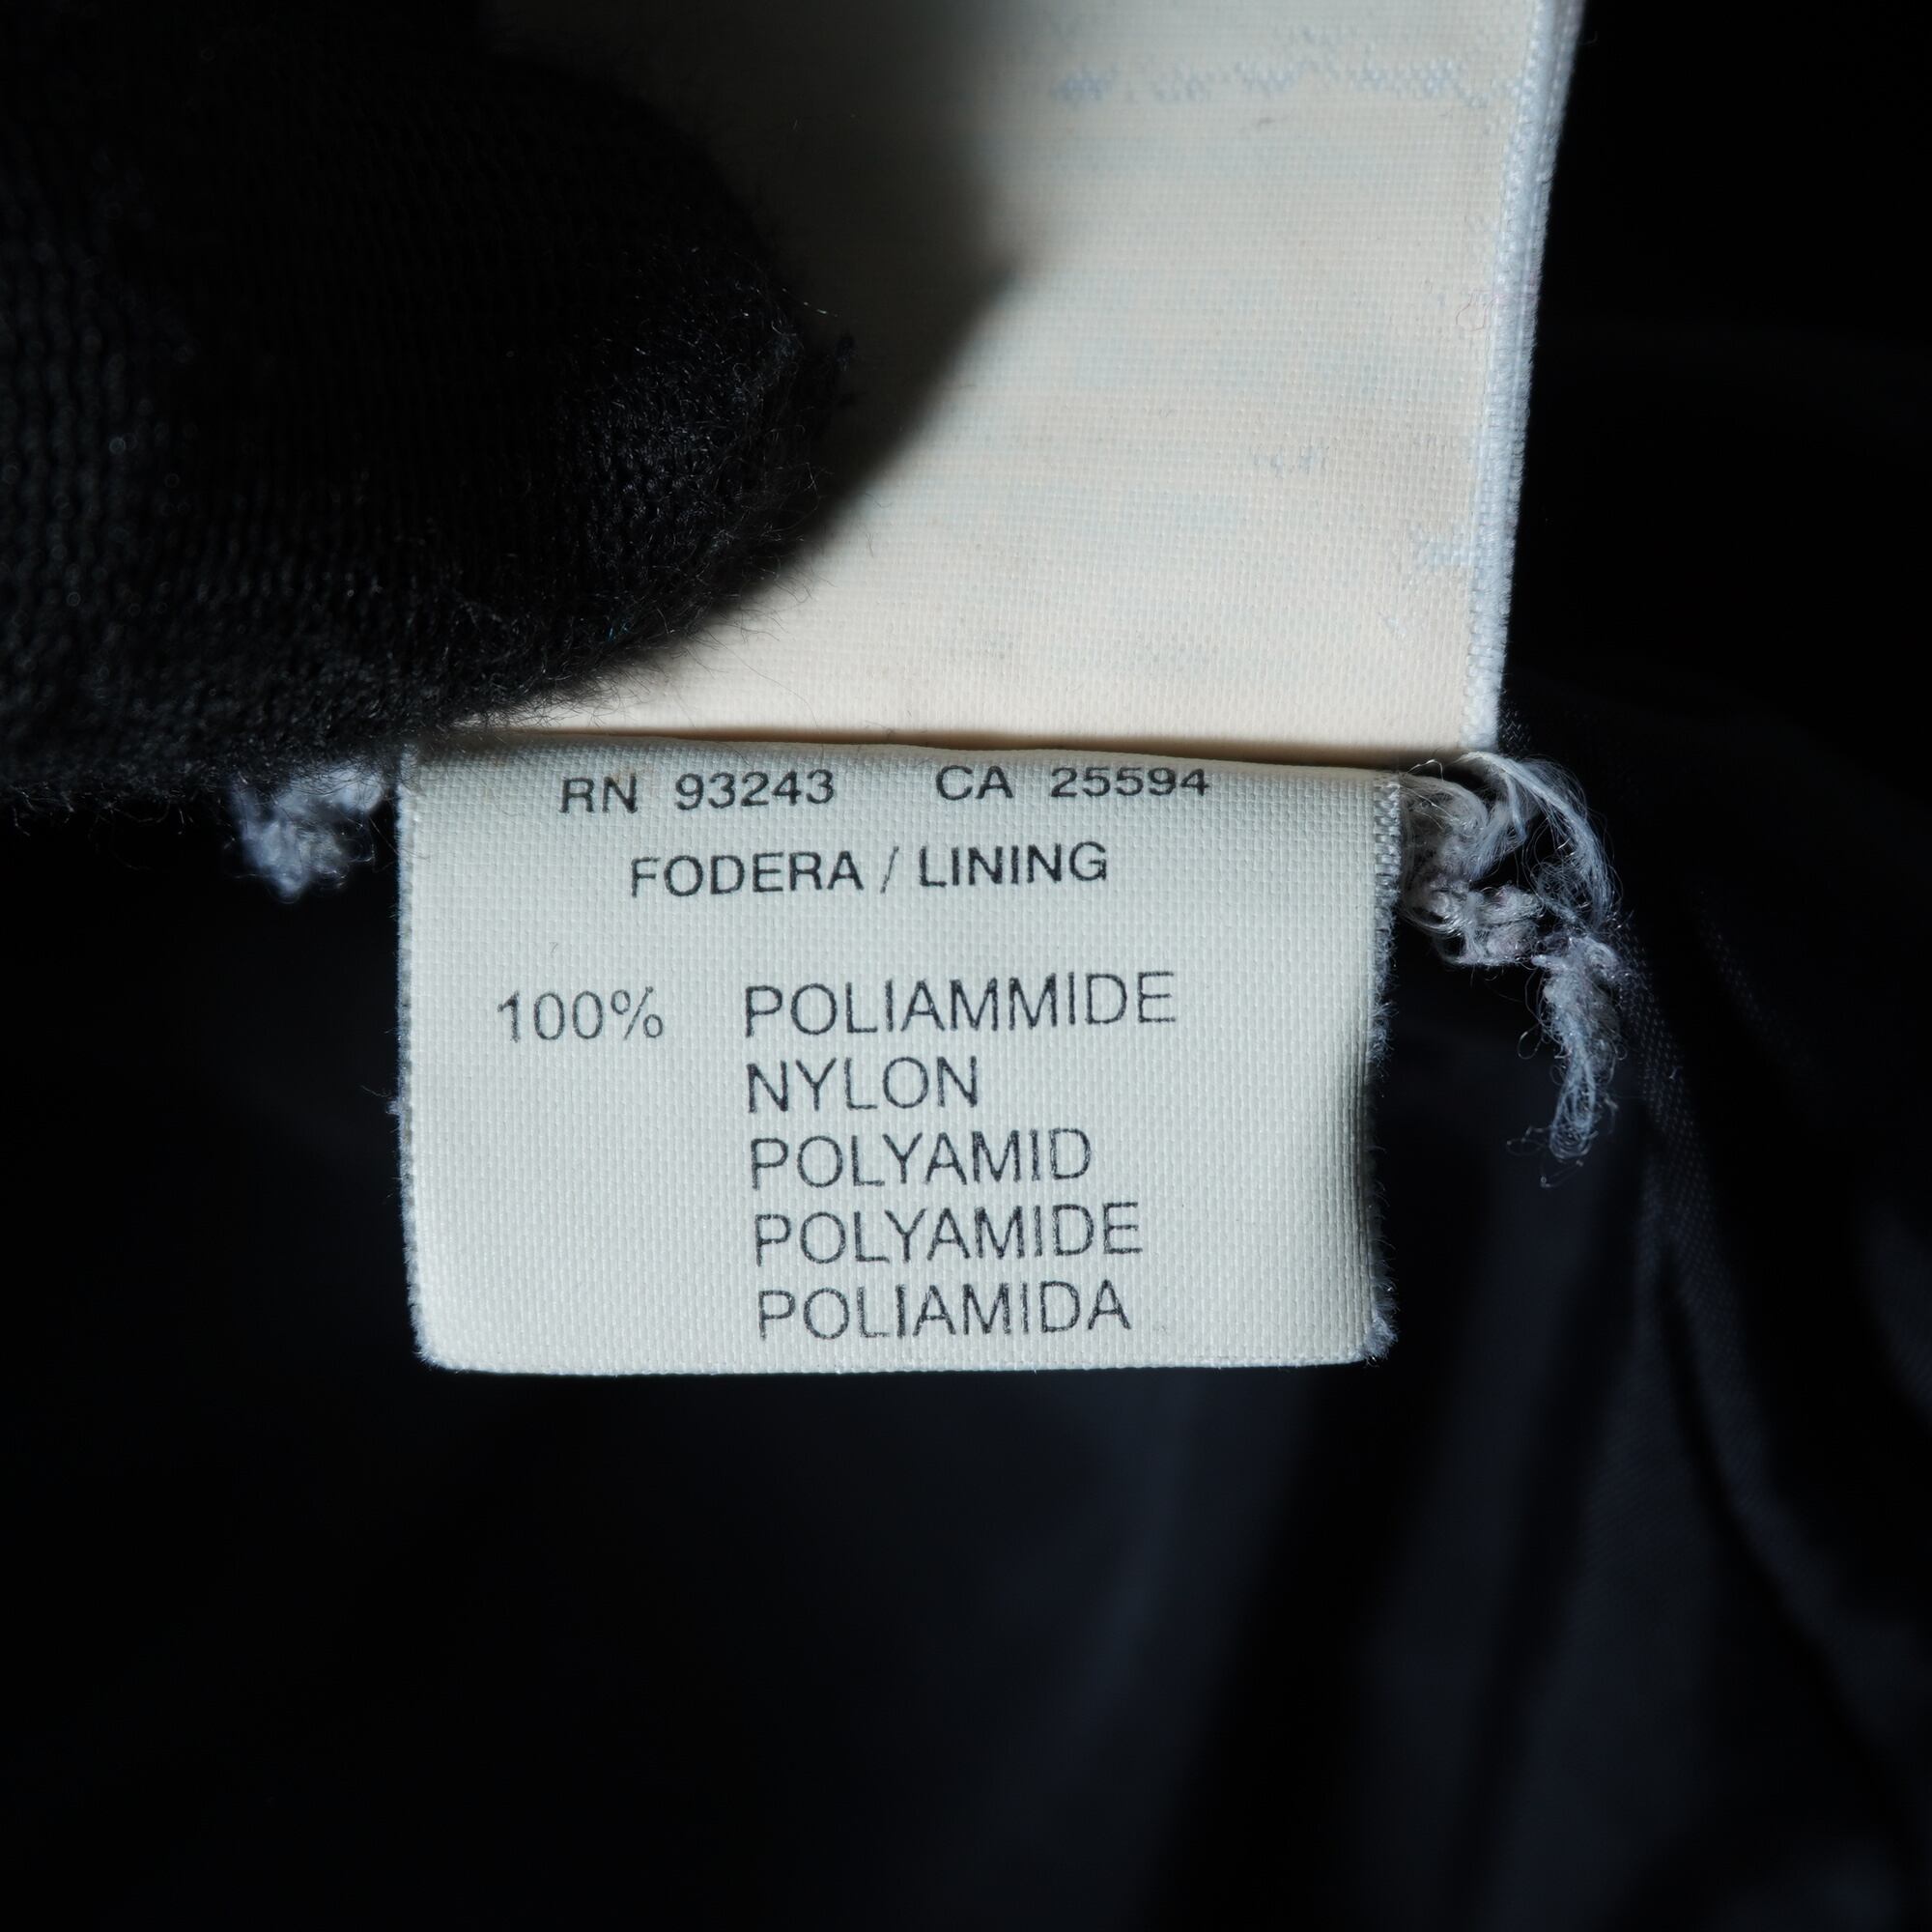 RN 93243 CA 25594
FODERA / LINING
100% POLIAMMIDE
NYLON
POLYAMID
POLYAMIDE
POLIAMIDA